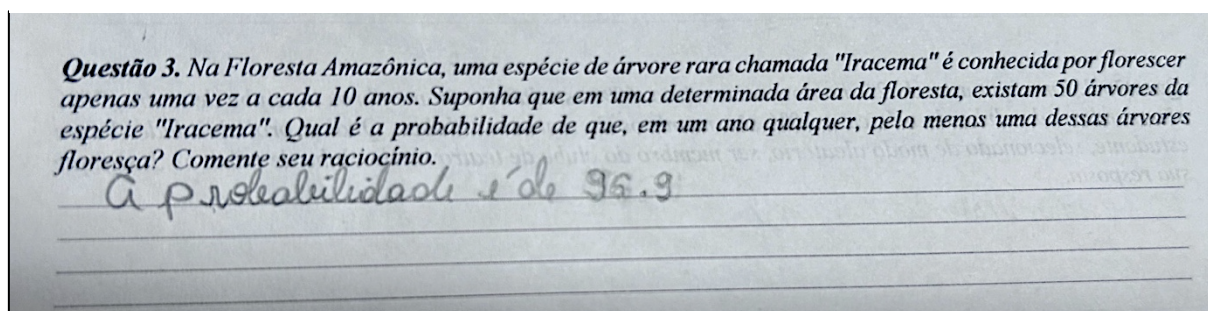 Questão 3. Na Floresta Amazônica, uma espécie de árvore rara chamada "Iracema" é conhecida por florescer
apenas uma vez a cada 10 anos. Suponha que em uma determinada área da floresta, existam 50 árvores da
espécie "Iracema". Qual é a probabilidade de que, em um ano qualquer, pelo menos uma dessas árvores
floresça? Comente seu raciocínio.
A probabilidade é de 96.9